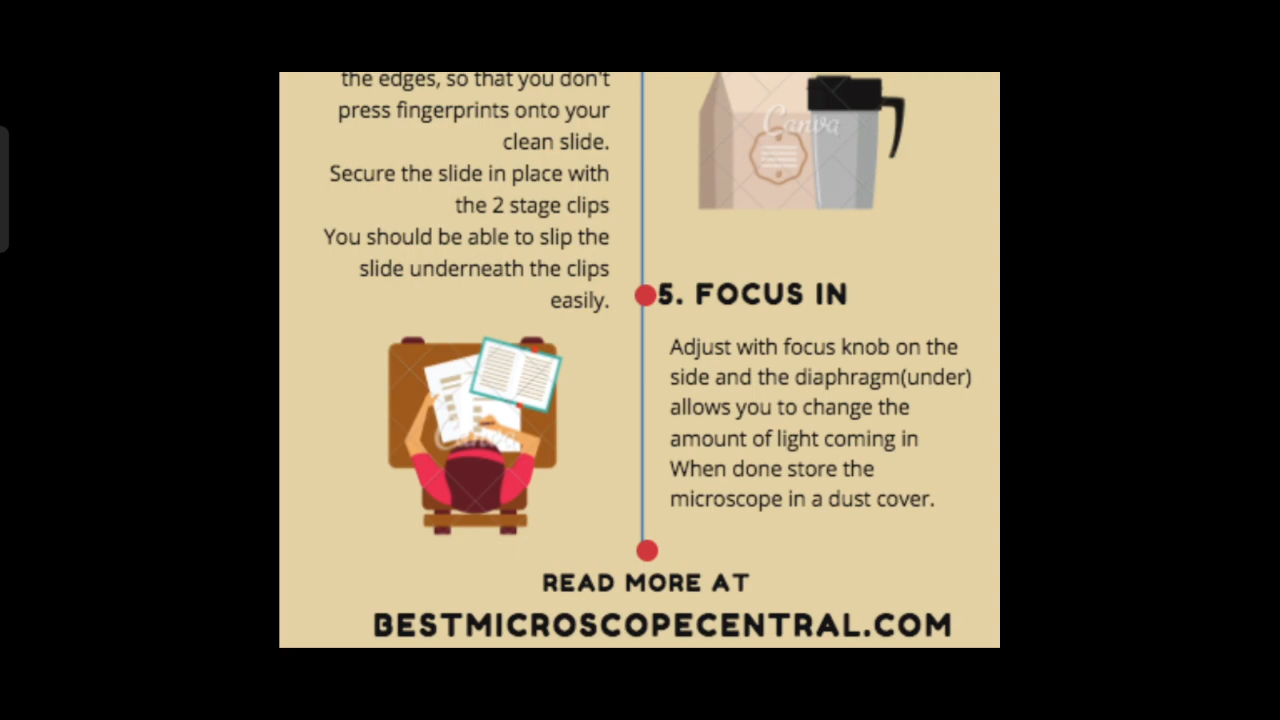 the edges, so that you don't
press fingerprints onto your
clean slide.
Secure the slide in place with
the 2 stage clips
You should be able to slip the
slide underneath the clips
easily.
Canva
5. FOCUS IN
Adjust with focus knob on the
side and the diaphragm(under)
allows you to change the
amount of light coming in
When done store the
microscope in a dust cover.
Canva
READ MORE AT
BESTMICROSCOPECENTRAL.COM